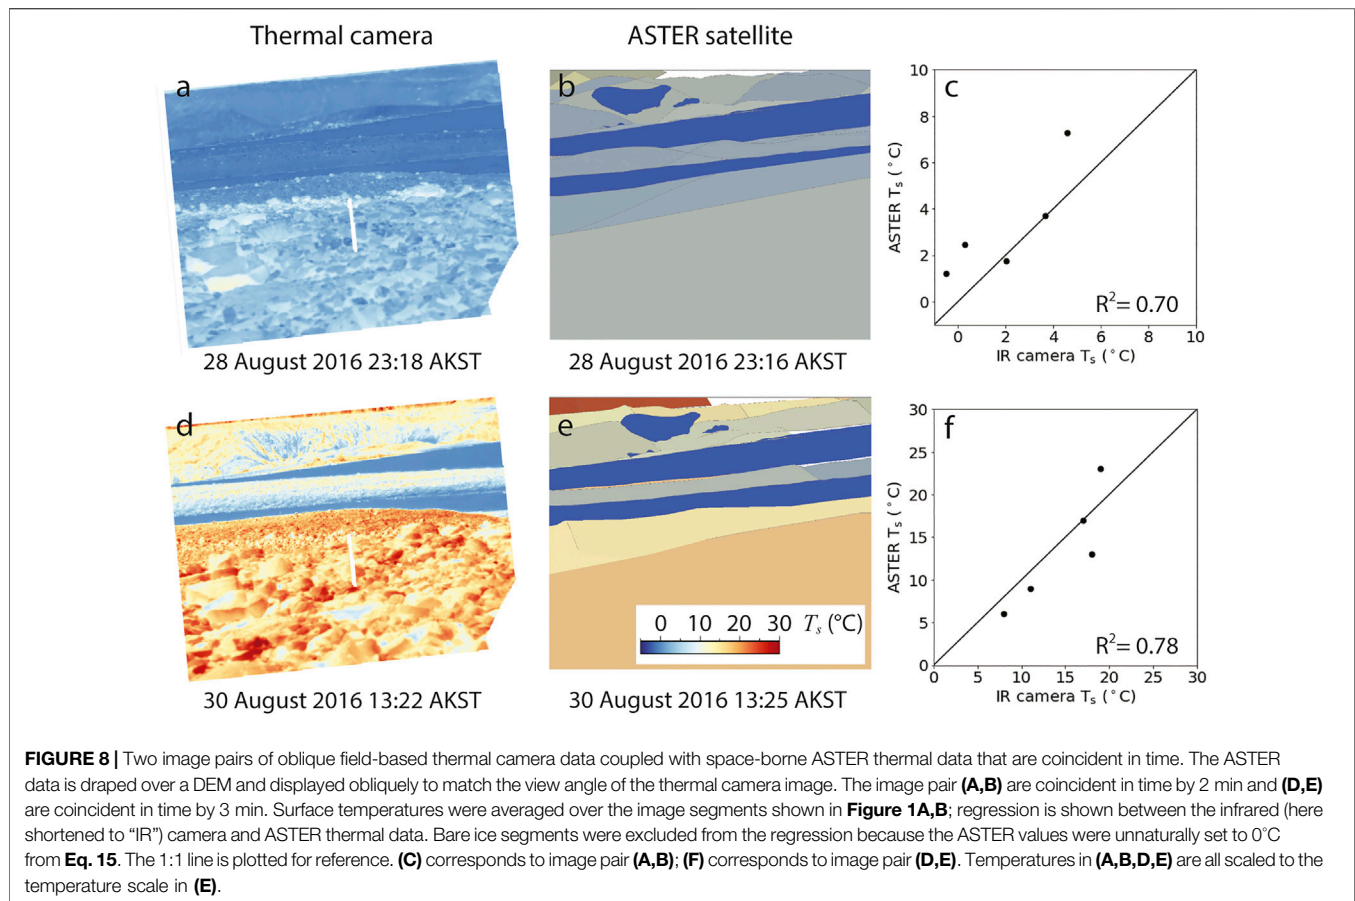 Thermal camera
ASTER satellite
a
b
c
10
8
6
4
2
0
ASTER Tₛ (°C)
0 2 4 6 8 10
IR camera Tₛ (°C)
R²= 0.70
28 August 2016 23:18 AKST
28 August 2016 23:16 AKST
d
e
f
30
25
20
15
10
5
0
ASTER Tₛ (°C)
0 5 10 15 20 25 30
IR camera Tₛ (°C)
R²= 0.78
0 10 20 30 Tₛ (°C)
30 August 2016 13:22 AKST
30 August 2016 13:25 AKST
FIGURE 8 | Two image pairs of oblique field-based thermal camera data coupled with space-borne ASTER thermal data that are coincident in time. The ASTER
data is draped over a DEM and displayed obliquely to match the view angle of the thermal camera image. The image pair (A,B) are coincident in time by 2 min and (D,E)
are coincident in time by 3 min. Surface temperatures were averaged over the image segments shown in Figure 1A,B; regression is shown between the infrared (here
shortened to “IR”) camera and ASTER thermal data. Bare ice segments were excluded from the regression because the ASTER values were unnaturally set to 0°C
from Eq. 15. The 1:1 line is plotted for reference. (C) corresponds to image pair (A,B); (F) corresponds to image pair (D,E). Temperatures in (A,B,D,E) are all scaled to the
temperature scale in (E).